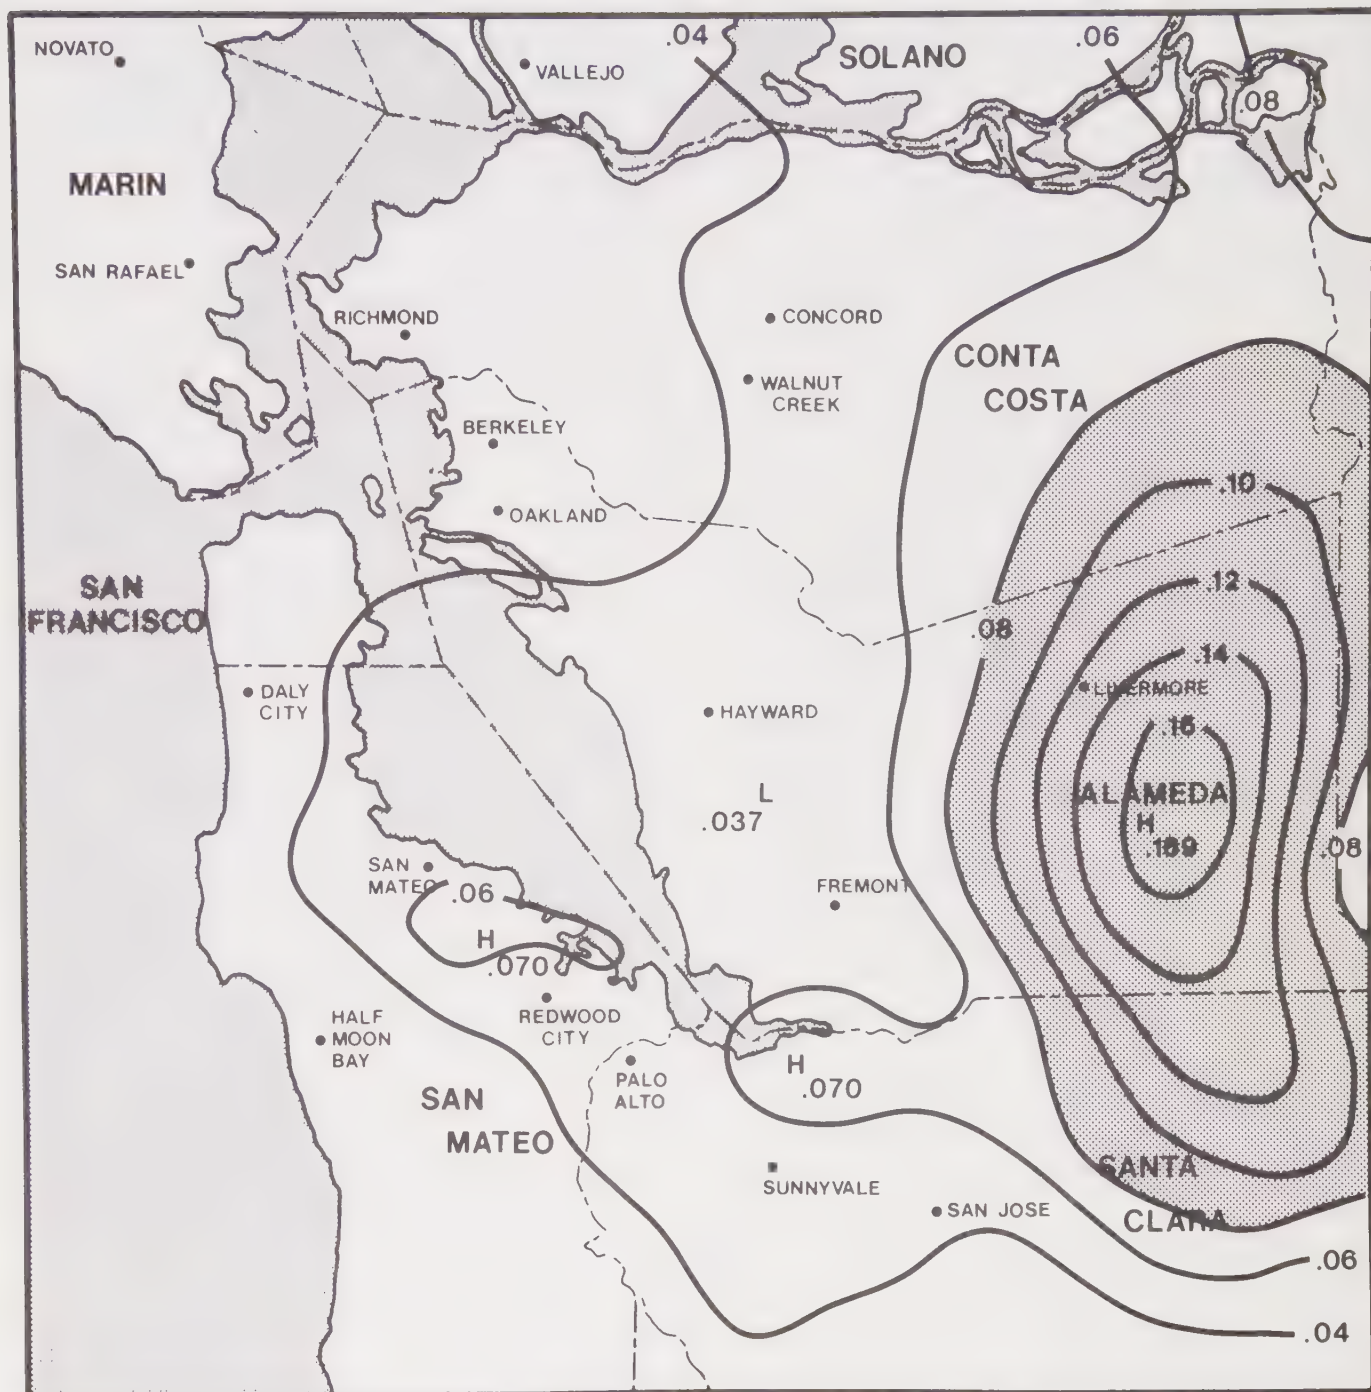 .04
.06
SOLANO
NOVATO
VALLEJO
.08
MARIN
SAN RAFAEL
RICHMOND
CONCORD
CONTA
COSTA
WALNUT
CREEK
BERKELEY
.10
OAKLAND
SAN
FRANCISCO
.12
.08
.14
DALY
CITY
LIVERMORE
HAYWARD
.16
L
.037
ALAMEDA
H
.08
SAN
MATEO
.06
FREMONT
H
.070
REDWOOD
CITY
HALF
MOON
BAY
PALO
ALTO
H
.070
SAN
MATEO
SANTA
CLARA
SUNNYVALE
SAN JOSE
.06
.04